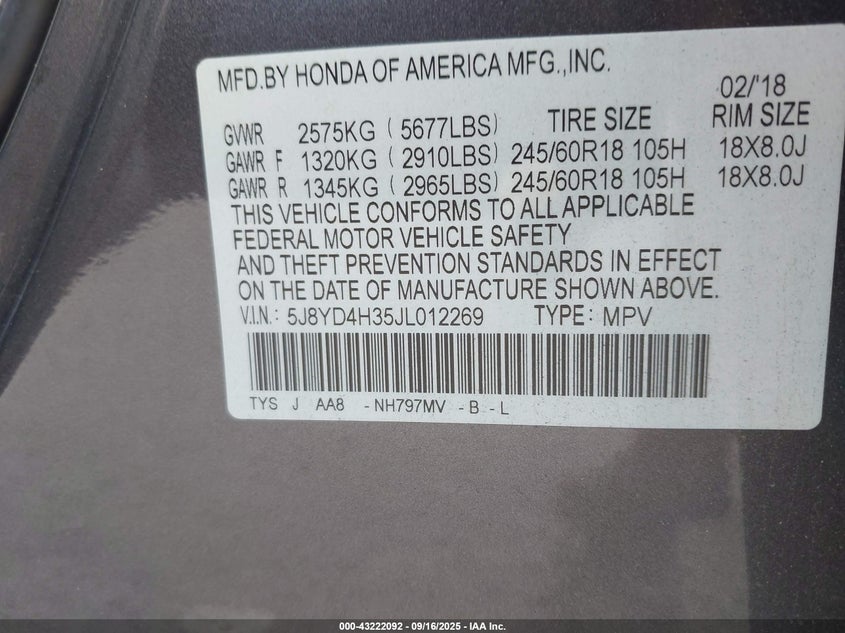 MFD.BY HONDA OF AMERICA MFG.,INC.
02/'18
GVWR 2575KG ( 5677LBS) TIRE SIZE RIM SIZE
GAWR F 1320KG ( 2910LBS) 245/60R18 105H 18X8.0J
GAWR R 1345KG ( 2965LBS) 245/60R18 105H 18X8.0J
THIS VEHICLE CONFORMS TO ALL APPLICABLE
FEDERAL MOTOR VEHICLE SAFETY
AND THEFT PREVENTION STANDARDS IN EFFECT
ON THE DATE OF MANUFACTURE SHOWN ABOVE.
V.I.N.: 5J8YD4H35JL012269 TYPE: MPV
TYS J AA8 - NH797MV - B - L
000-43222092 - 09/16/2025 - IAA Inc.